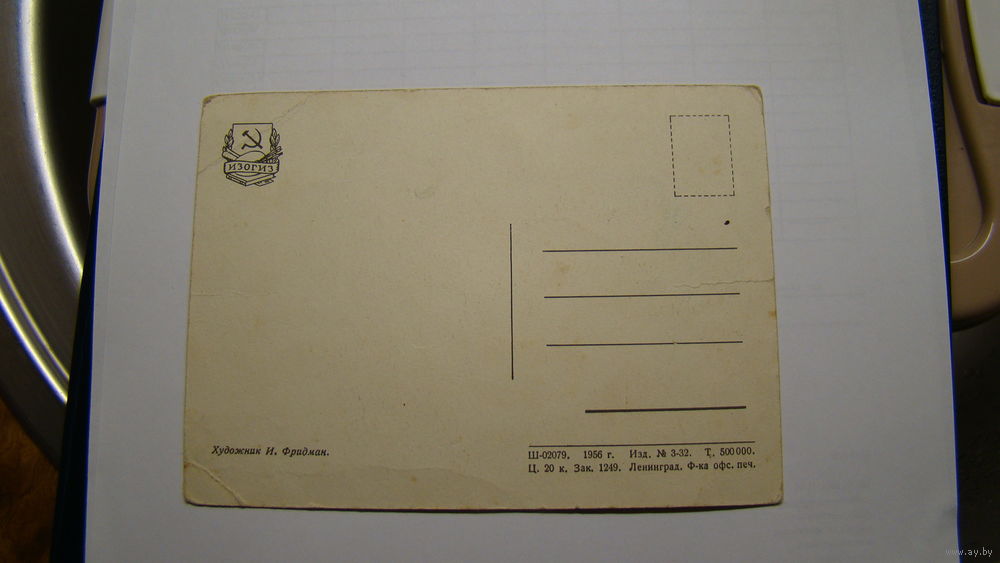 ИЗОГИЗ
Художник И. Фридман.
Ш-02079. 1956 г. Изд. № 3-32. Т. 500 000.
Ц. 20 к. Зак. 1249. Ленинград. Ф-ка офс. печ.
www.ay.by